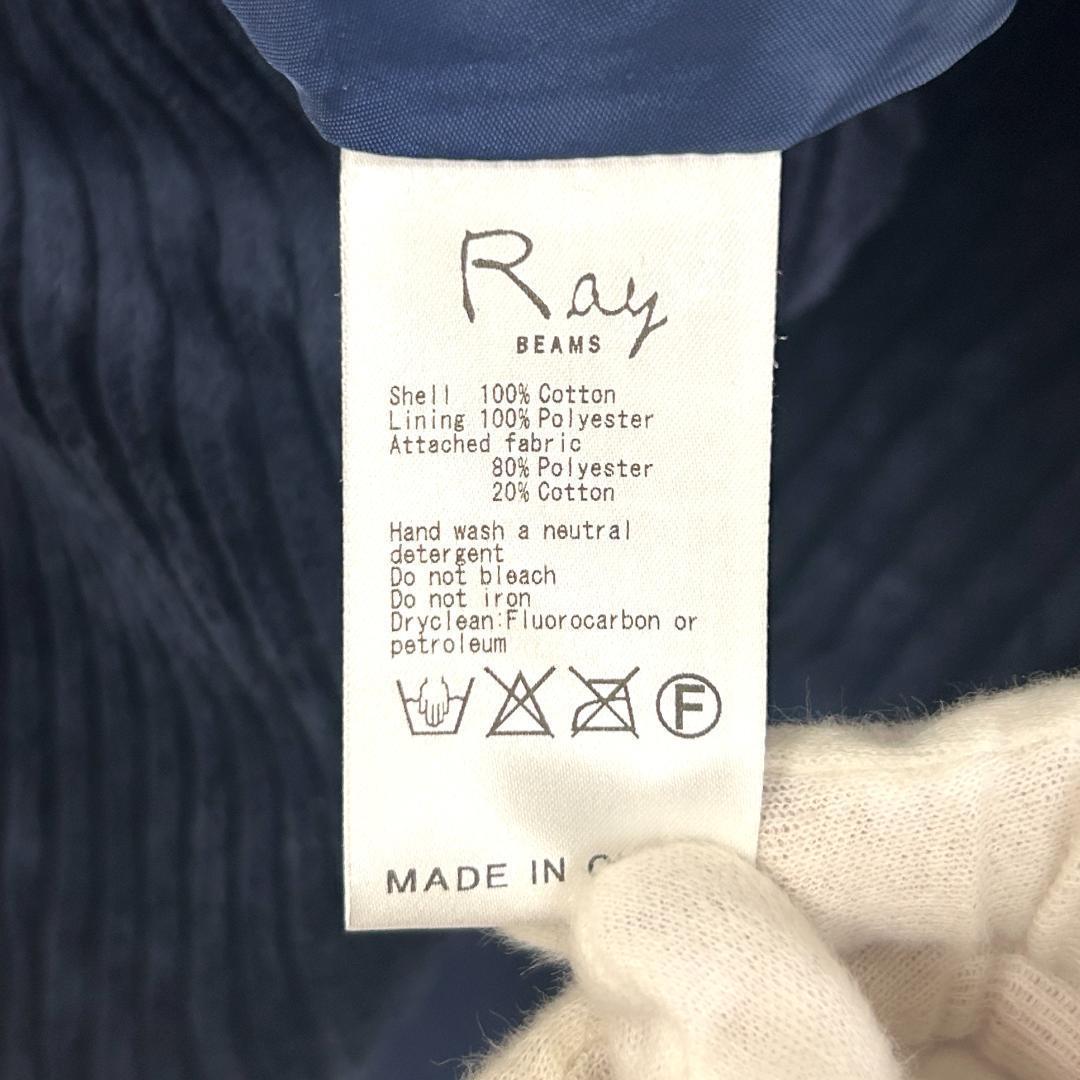 Ray
BEAMS
Shell 100% Cotton
Lining 100% Polyester
Attached fabric
80% Polyester
20% Cotton
Hand wash a neutral
detergent
Do not bleach
Do not iron
Dryclean:Fluorocarbon or
petroleum
F
MADE IN